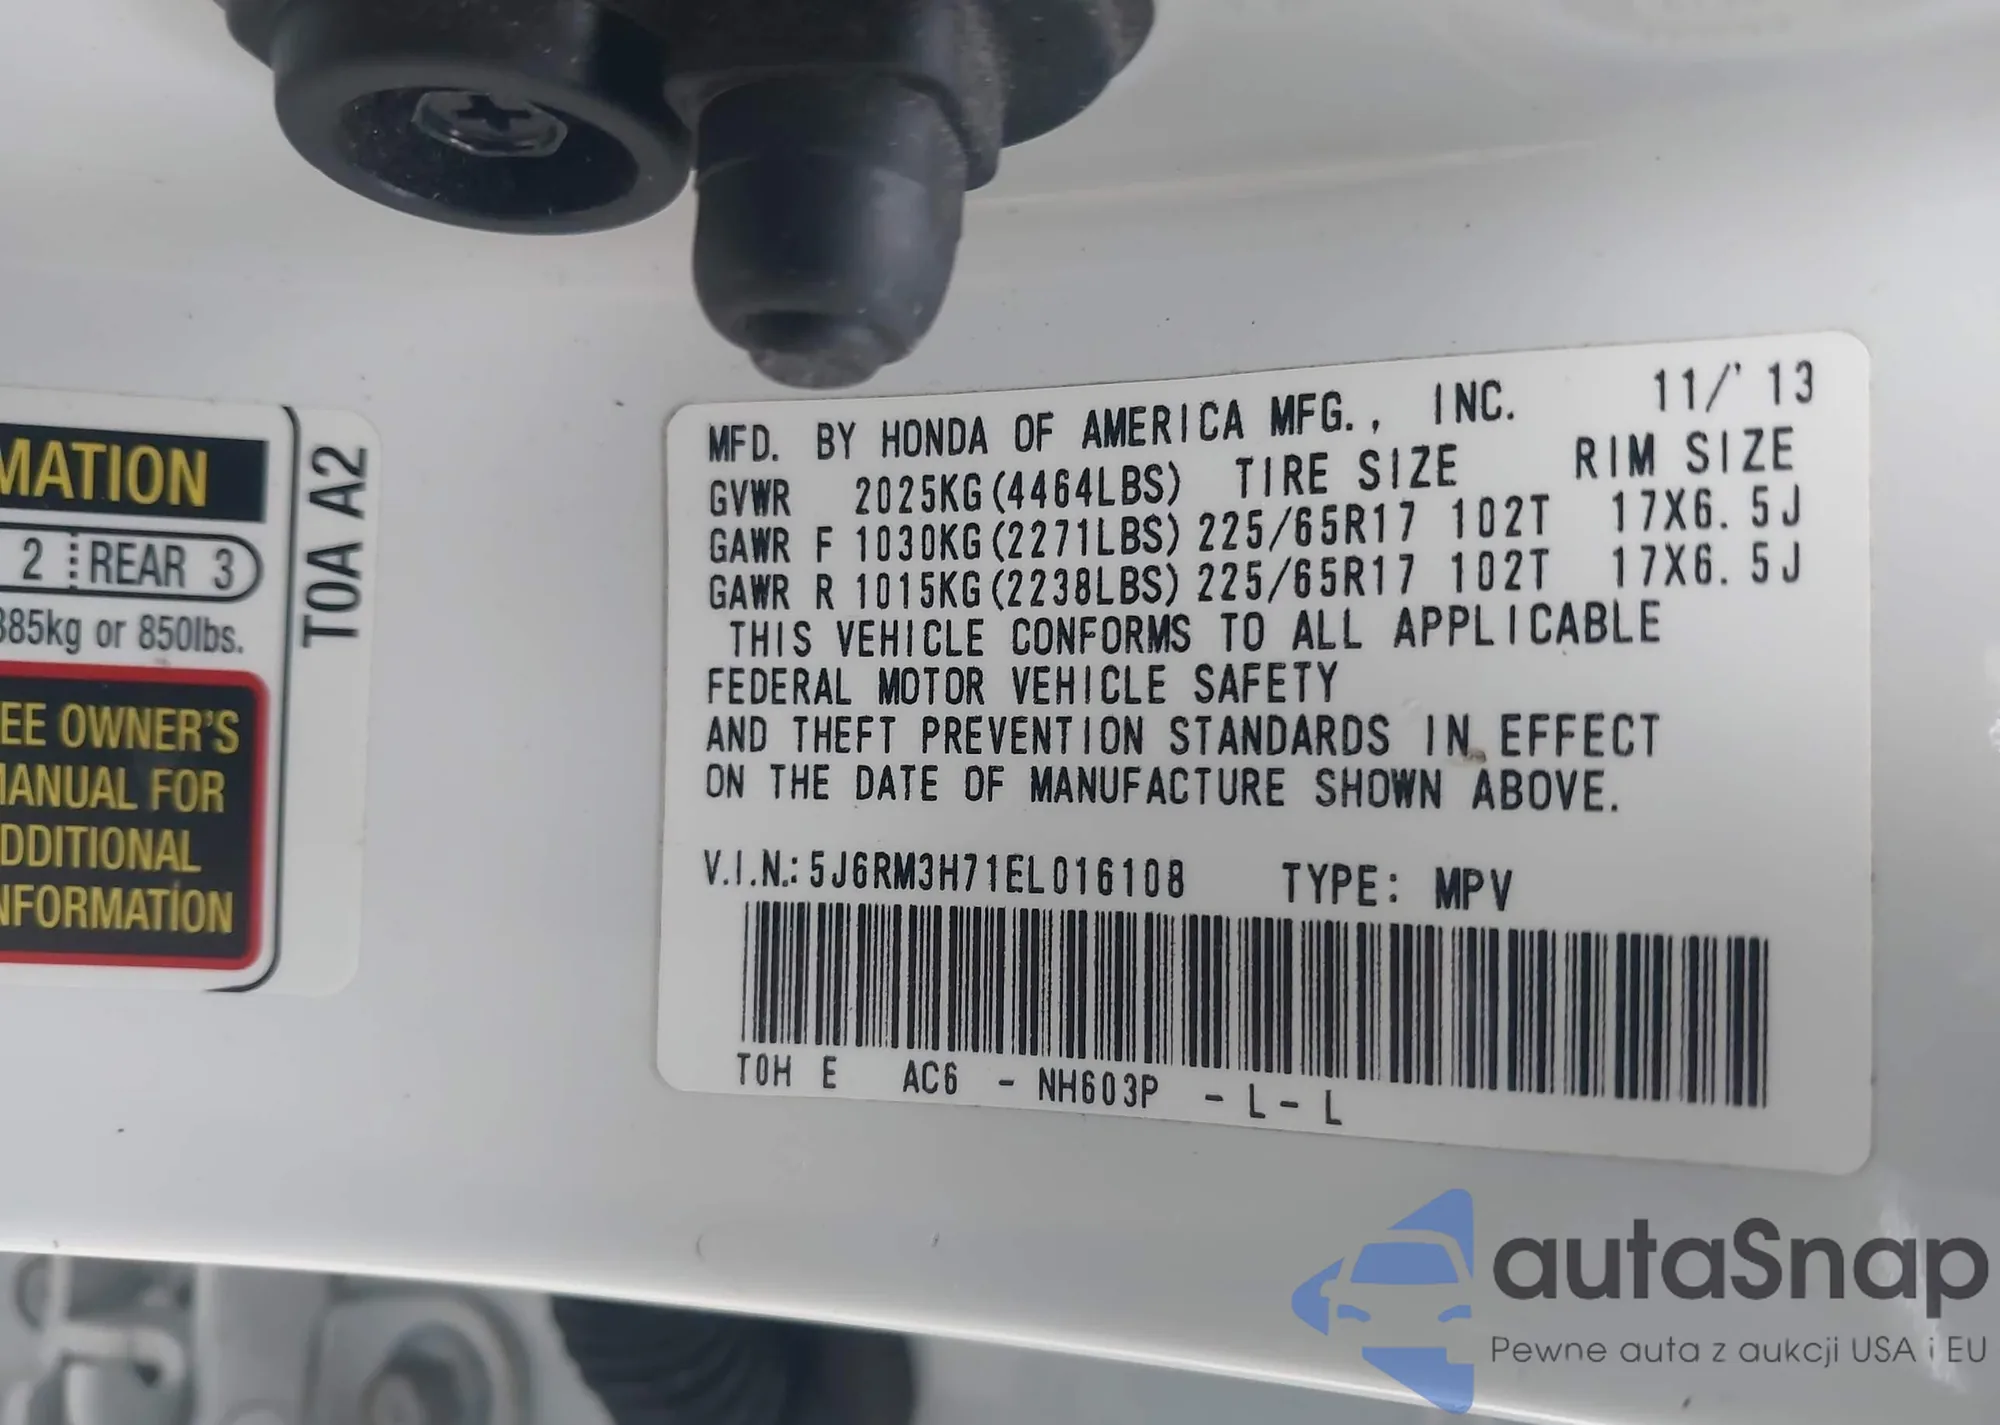 MATION
2 REAR 3
385kg or 850lbs.
EE OWNER'S
MANUAL FOR
DDITIONAL
NFORMATION
T0A A2
MFD. BY HONDA OF AMERICA MFG., INC. 11/'13
GVWR 2025KG(4464LBS) TIRE SIZE RIM SIZE
GAWR F 1030KG(2271LBS) 225/65R17 102T 17X6.5J
GAWR R 1015KG(2238LBS) 225/65R17 102T 17X6.5J
THIS VEHICLE CONFORMS TO ALL APPLICABLE
FEDERAL MOTOR VEHICLE SAFETY
AND THEFT PREVENTION STANDARDS IN EFFECT
ON THE DATE OF MANUFACTURE SHOWN ABOVE.
V.I.N.: 5J6RM3H71EL016108 TYPE: MPV
T0H E AC6 - NH603P - L - L
autaSnap
Pewne auta z aukcji USA i EU